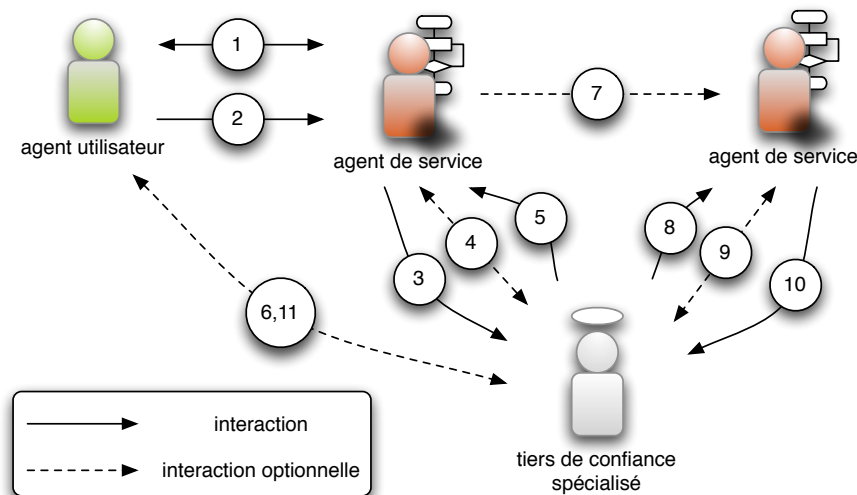 1
2
7
agent utilisateur
agent de service
agent de service
5
8
4
9
3
10
6,11
interaction
interaction optionnelle
tiers de confiance
spécialisé